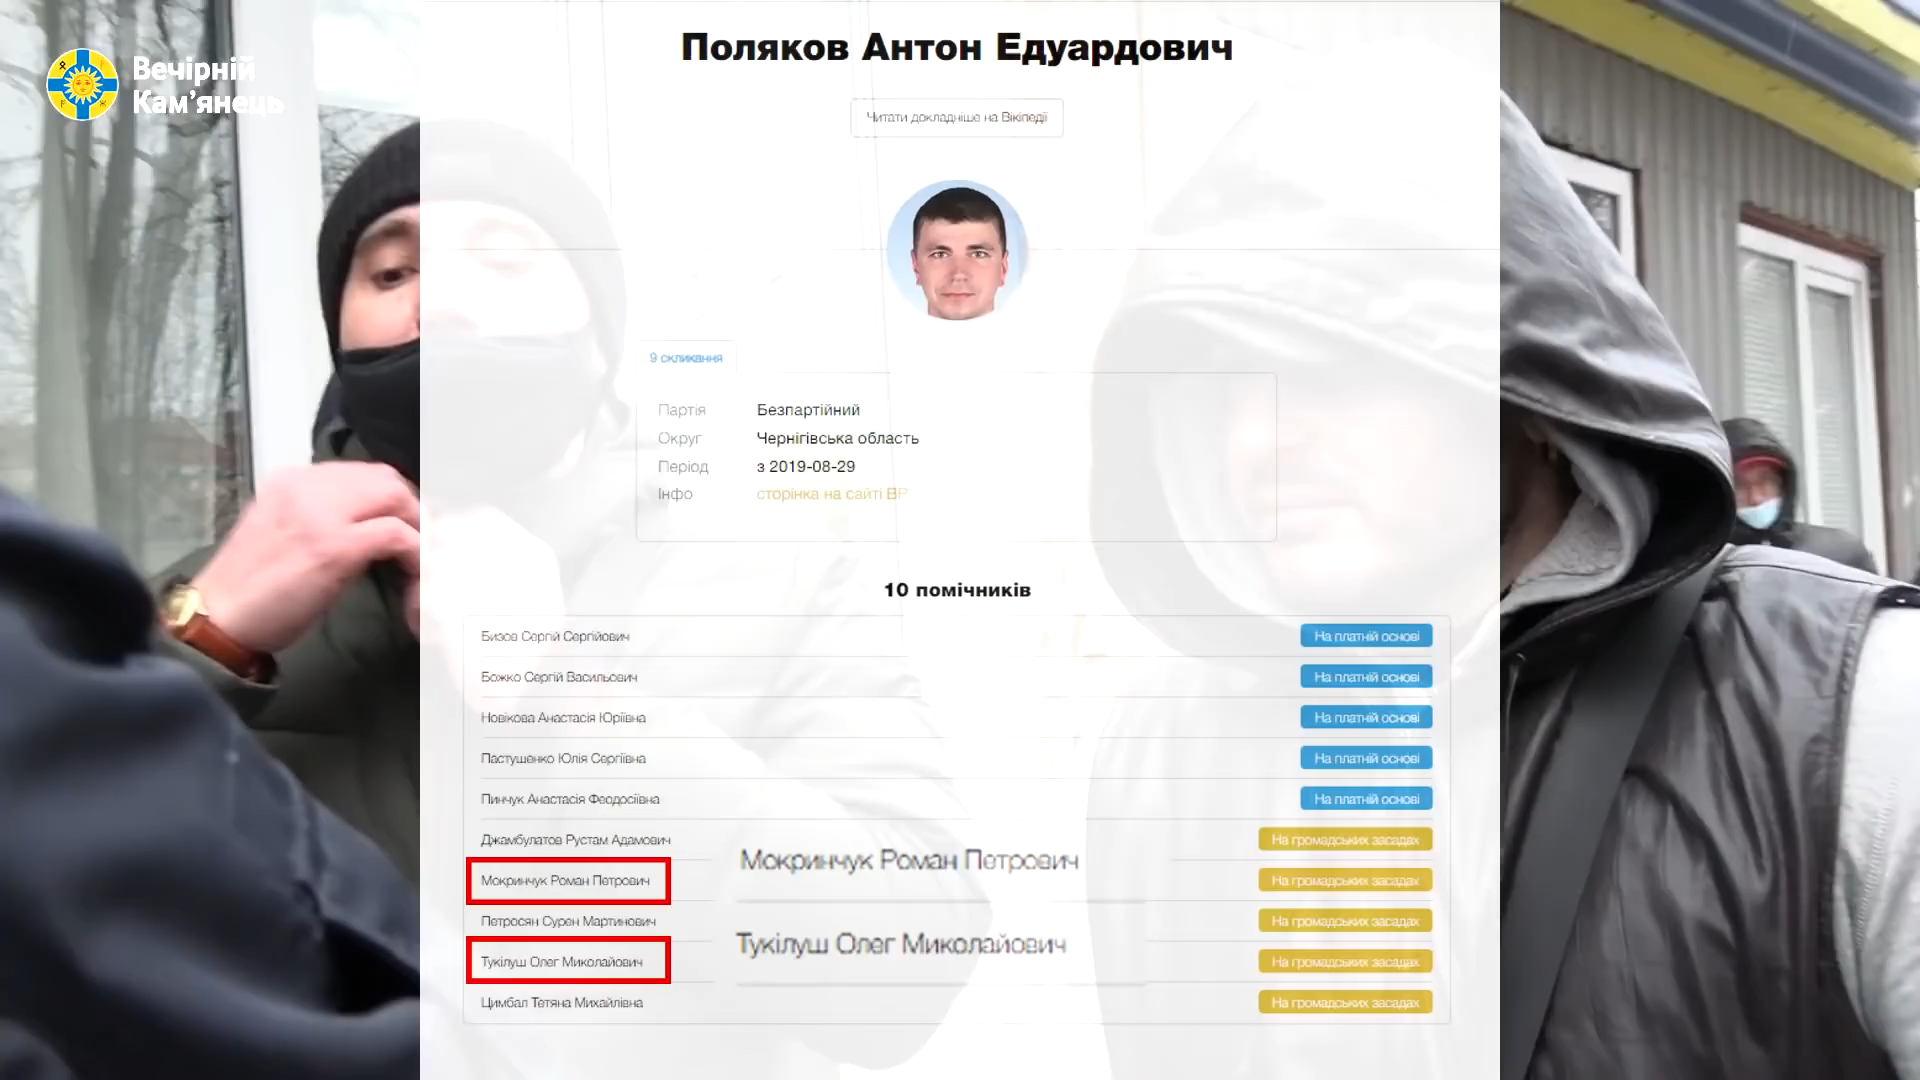 Вечірній
Кам'янець
Поляков Антон Едуардович
Читати докладніше на Вікіпедії
9 скликання
Партія Безпартійний
Округ Чернігівська область
Період з 2019-08-29
Інфо сторінка на сайті ВР
10 помічників
Бизов Сергій Сергійович На платній основі
Божко Сергій Васильович На платній основі
Новікова Анастасія Юріївна На платній основі
Пастушенко Юлія Сергіївна На платній основі
Пинчук Анастасія Феодосіївна На платній основі
Джамбулатов Рустам Адамович На громадських засадах
Мокринчук Роман Петрович На громадських засадах
Мокринчук Роман Петрович
Петросян Сурен Мартинович На громадських засадах
Тукілуш Олег Миколайович
Тукілуш Олег Миколайович На громадських засадах
Цимбал Тетяна Михайлівна На громадських засадах